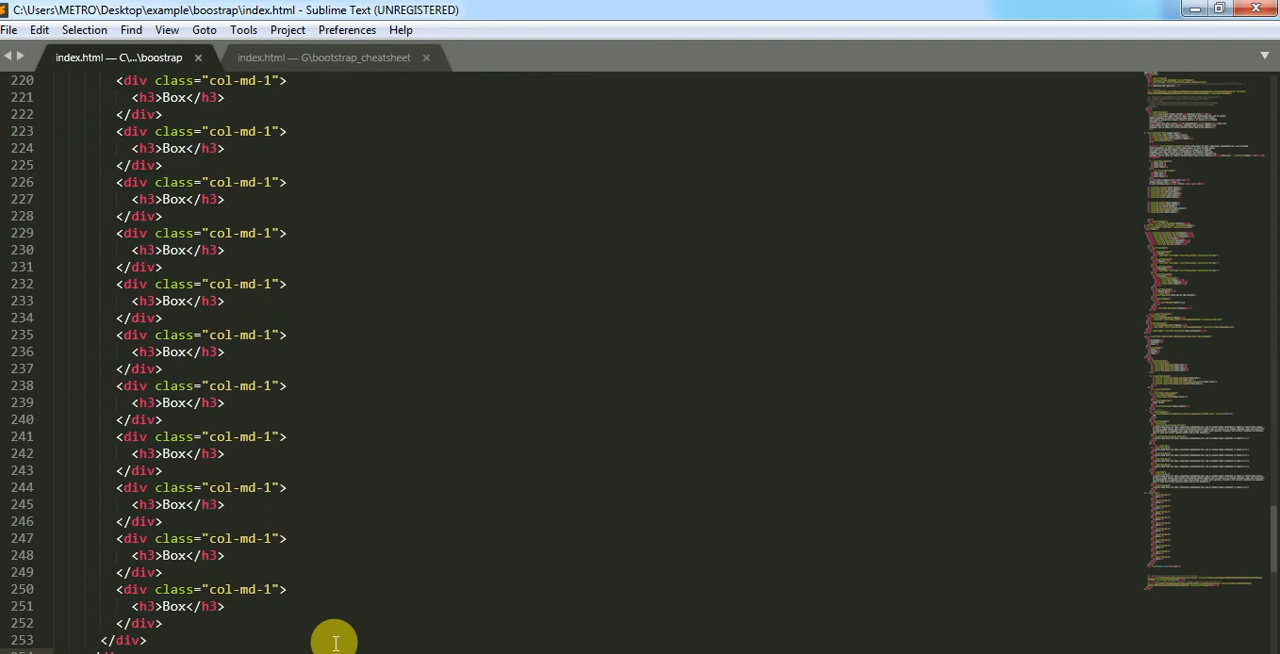 C:\Users\METRO\Desktop\example\boostrap\index.html - Sublime Text (UNREGISTERED)
File Edit Selection Find View Goto Tools Project Preferences Help
index.html — C\...\boostrap × index.html — G\bootstrap_cheatsheet ×
220 <div class="col-md-1">
221 <h3>Box</h3>
222 </div>
223 <div class="col-md-1">
224 <h3>Box</h3>
225 </div>
226 <div class="col-md-1">
227 <h3>Box</h3>
228 </div>
229 <div class="col-md-1">
230 <h3>Box</h3>
231 </div>
232 <div class="col-md-1">
233 <h3>Box</h3>
234 </div>
235 <div class="col-md-1">
236 <h3>Box</h3>
237 </div>
238 <div class="col-md-1">
239 <h3>Box</h3>
240 </div>
241 <div class="col-md-1">
242 <h3>Box</h3>
243 </div>
244 <div class="col-md-1">
245 <h3>Box</h3>
246 </div>
247 <div class="col-md-1">
248 <h3>Box</h3>
249 </div>
250 <div class="col-md-1">
251 <h3>Box</h3>
252 </div>
253 </div>